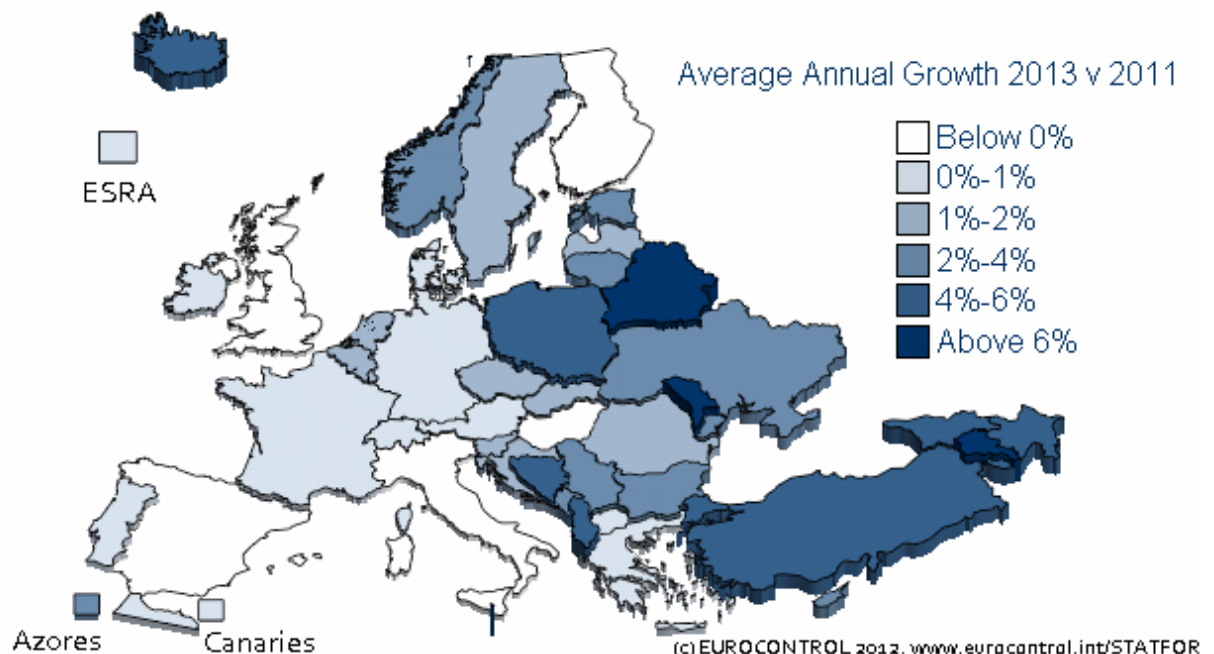 Average Annual Growth 2013 v 2011
Below 0%
0%-1%
1%-2%
2%-4%
4%-6%
Above 6%
ESRA
Azores
Canaries
(c) EUROCONTROL 2012. www.eurocontrol.int/STATFOR